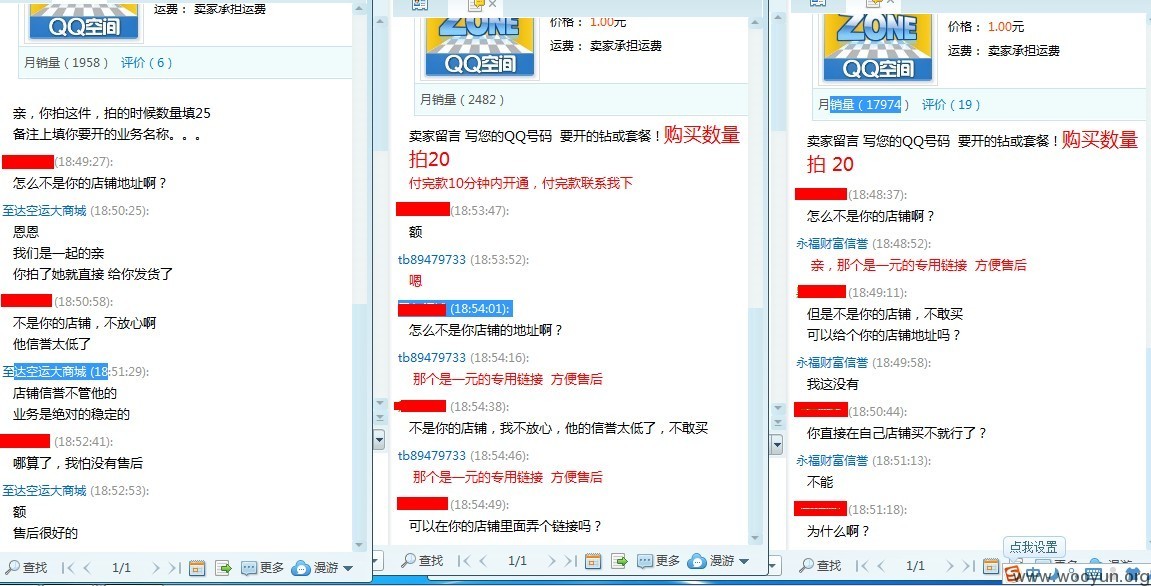 运费： 卖家承担运费
QQ空间
月销量（1958） 评价（6）
亲，你拍这件，拍的时候数量填25
备注上填你要开的业务名称。。。
(18:49:27):
怎么不是你的店铺地址啊？
至达空运大商城 (18:50:25):
恩恩
我们是一起的亲
你拍了她就直接 给你发货了
(18:50:58):
不是你的店铺，不放心啊
他信誉太低了
至达空运大商城 (18:51:29):
店铺信誉不管他的
业务是绝对的稳定的
(18:52:41):
哪算了，我怕没有售后
至达空运大商城 (18:52:53):
额
售后很好的
查找 1/1 更多 漫游
价格： 1.00元
ZONE
运费： 卖家承担运费
QQ空间
月销量（2482）
卖家留言 写您的QQ号码 要开的钻或套餐！购买数量
拍20
付完款10分钟内开通，付完款联系我下
(18:53:47):
额
tb89479733 (18:53:52):
嗯
(18:54:01):
怎么不是你店铺的地址啊？
tb89479733 (18:54:16):
那个是一元的专用链接 方便售后
(18:54:38):
不是你的店铺，我不放心，他的信誉太低了，不敢买
tb89479733 (18:54:46):
那个是一元的专用链接 方便售后
(18:54:49):
可以在你的店铺里面弄个链接吗？
查找 1/1 更多 漫游
价格： 1.00元
ZONE
运费： 卖家承担运费
QQ空间
月销量（17974） 评价（19）
卖家留言 写您的QQ号码 要开的钻或套餐！购买数量
拍 20
(18:48:37):
怎么不是你的店铺啊？
永福财富信誉 (18:48:52):
亲，那个是一元的专用链接 方便售后
(18:49:11):
但是不是你的店铺，不敢买
可以给个你的店铺地址吗？
永福财富信誉 (18:49:58):
我这没有
(18:50:44):
你直接在自己店铺买不就行了？
永福财富信誉 (18:51:13):
不能
(18:51:18):
为什么啊？
点我设置
查找 1/1
www.wooyun.org